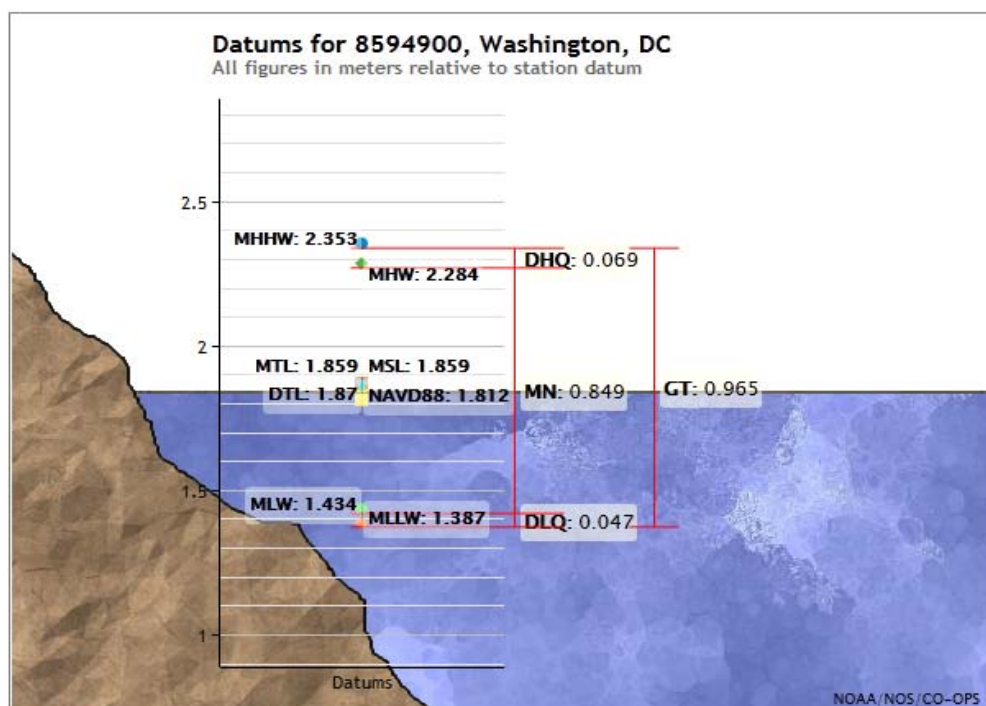 Datums for 8594900, Washington, DC
All figures in meters relative to station datum
2.5
MHHW: 2.353
DHQ: 0.069
MHW: 2.284
2
MTL: 1.859 MSL: 1.859
DTL: 1.87 NAVD88: 1.812 MN: 0.849 GT: 0.965
1.5
MLW: 1.434
MLLW: 1.387 DLQ: 0.047
1
Datums
NOAA/NOS/CO-OPS